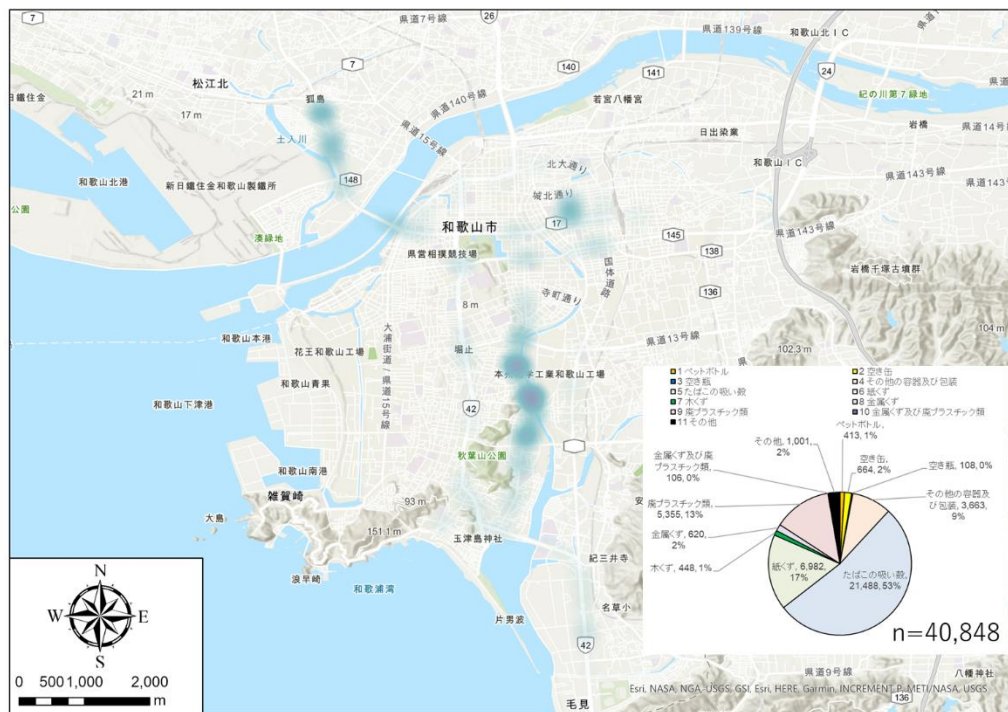 7
県道7号線
26
県道139号線
和歌山北ＩＣ
松江北
7
140
141
24
日鐵住金
21 m
狐島
県道140号線
若宮八幡宮
紀の川第７緑地
17 m
土入川
県道15号線
日出染業
岩橋
県道14号線
和歌山ＩＣ
北大通り
和歌山北港
新日鐵住金和歌山製鐵所
148
城北通り
県道143号線
公園
和歌山市
17
湊緑地
県営相撲競技場
145
県道143号線
138
国体道路
岩橋千塚古墳群
136
寺町通り
8 m
104 m
和歌山本港
大浦街道/県道15号線
県道13号線
花王和歌山工場
堀止
102.3 m
和歌山青果
工業和歌山工場
和歌山下津港
42
秋葉山公園
和歌山南港
雑賀崎
93 m
大島
151.1 m
玉津島神社
紀三井寺
浪早崎
和歌浦湾
名草小
片男波
42
毛見
県道9号線
八幡神社
136
1 ペットボトル
2 空き缶
3 空き瓶
4 その他の容器及び包装
5 たばこの吸い殻
6 紙くず
7 木くず
8 金属くず
9 廃プラスチック類
10 金属くず及び廃プラスチック類
11 その他
ペットボトル,
413, 1%
その他, 1,001,
2%
空き缶
664, 2%
空き瓶, 108, 0%
金属くず及び廃
プラスチック類,
106, 0%
その他の容器及
び包装, 3,663,
9%
廃プラスチック類
5,355, 13%
金属くず, 620,
2%
木くず, 448, 1%
紙くず, 6,982,
17%
たばこの吸い殻,
21,488, 53%
n=40,848
N
W
E
S
0 500 1,000 2,000
m
Esri, NASA, NGA, USGS, GSI, Esri, HERE, Garmin, INCREMENT P, METI/NASA, USGS